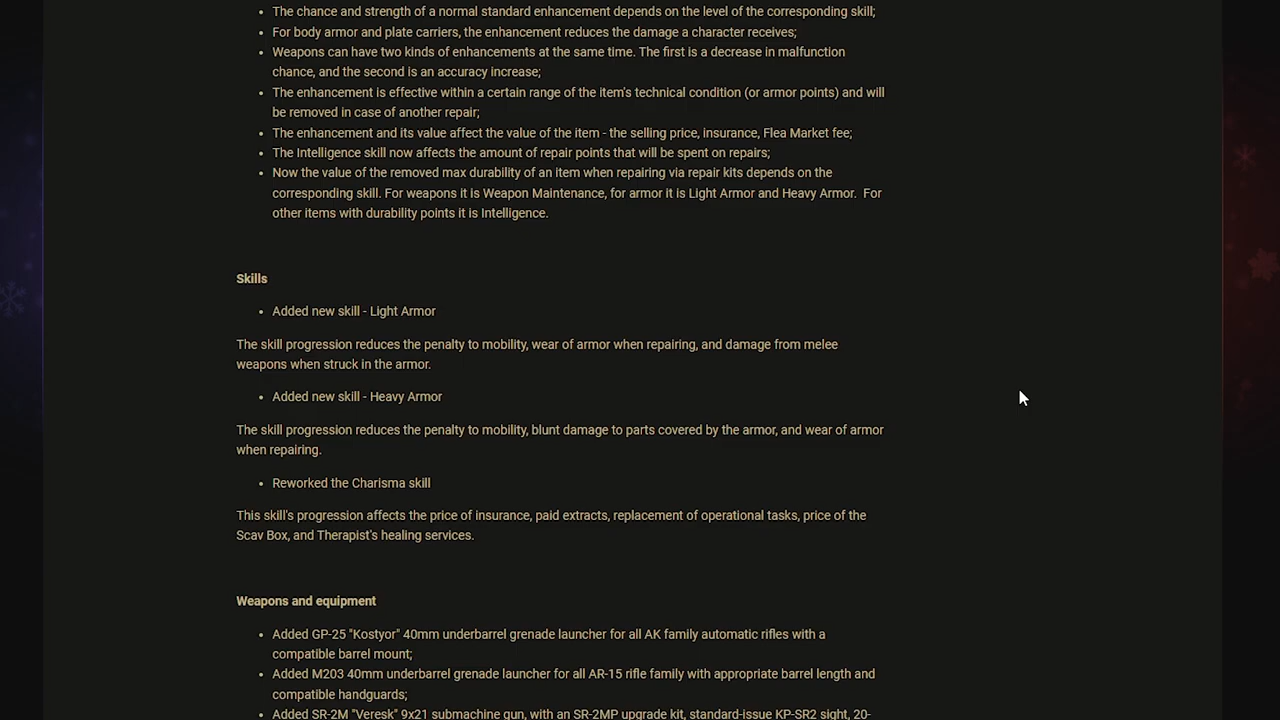 • The chance and strength of a normal standard enhancement depends on the level of the corresponding skill;
• For body armor and plate carriers, the enhancement reduces the damage a character receives;
• Weapons can have two kinds of enhancements at the same time. The first is a decrease in malfunction
chance, and the second is an accuracy increase;
• The enhancement is effective within a certain range of the item's technical condition (or armor points) and will
be removed in case of another repair;
• The enhancement and its value affect the value of the item - the selling price, insurance, Flea Market fee;
• The Intelligence skill now affects the amount of repair points that will be spent on repairs;
• Now the value of the removed max durability of an item when repairing via repair kits depends on the
corresponding skill. For weapons it is Weapon Maintenance, for armor it is Light Armor and Heavy Armor.  For
other items with durability points it is Intelligence.
Skills
• Added new skill - Light Armor
The skill progression reduces the penalty to mobility, wear of armor when repairing, and damage from melee
weapons when struck in the armor.
• Added new skill - Heavy Armor
The skill progression reduces the penalty to mobility, blunt damage to parts covered by the armor, and wear of armor
when repairing.
• Reworked the Charisma skill
This skill's progression affects the price of insurance, paid extracts, replacement of operational tasks, price of the
Scav Box, and Therapist's healing services.
Weapons and equipment
• Added GP-25 "Kostyor" 40mm underbarrel grenade launcher for all AK family automatic rifles with a
compatible barrel mount;
• Added M203 40mm underbarrel grenade launcher for all AR-15 rifle family with appropriate barrel length and
compatible handguards;
• Added SR-2M "Veresk" 9x21 submachine gun, with an SR-2MP upgrade kit, standard-issue KP-SR2 sight, 20-